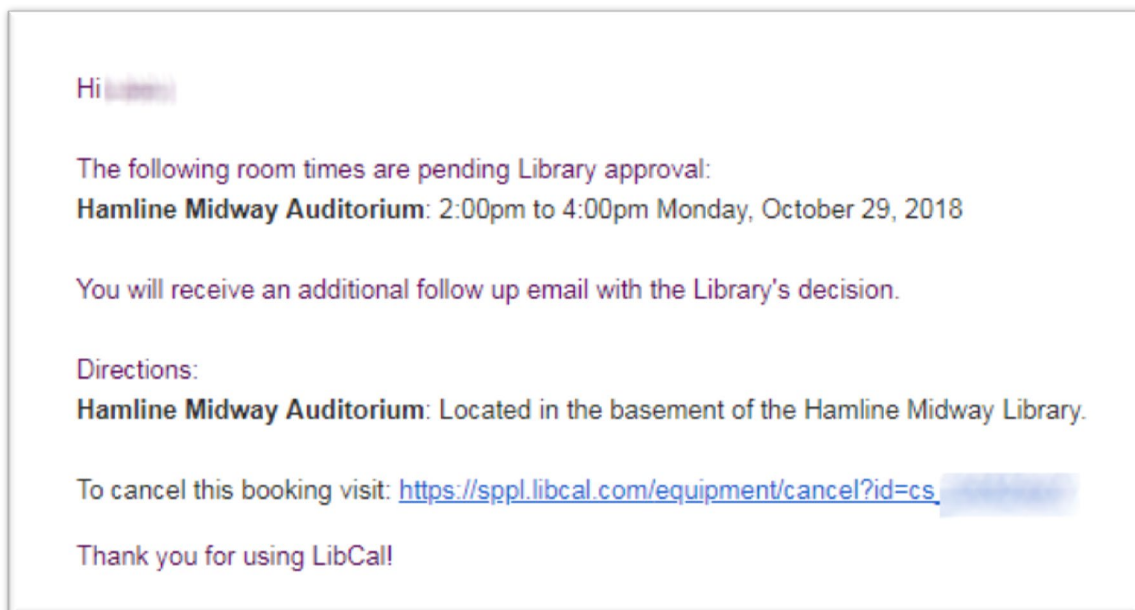 Hi
The following room times are pending Library approval:
Hamline Midway Auditorium: 2:00pm to 4:00pm Monday, October 29, 2018
You will receive an additional follow up email with the Library's decision.
Directions:
Hamline Midway Auditorium: Located in the basement of the Hamline Midway Library.
To cancel this booking visit: https://sppl.libcal.com/equipment/cancel?id=cs_
Thank you for using LibCal!